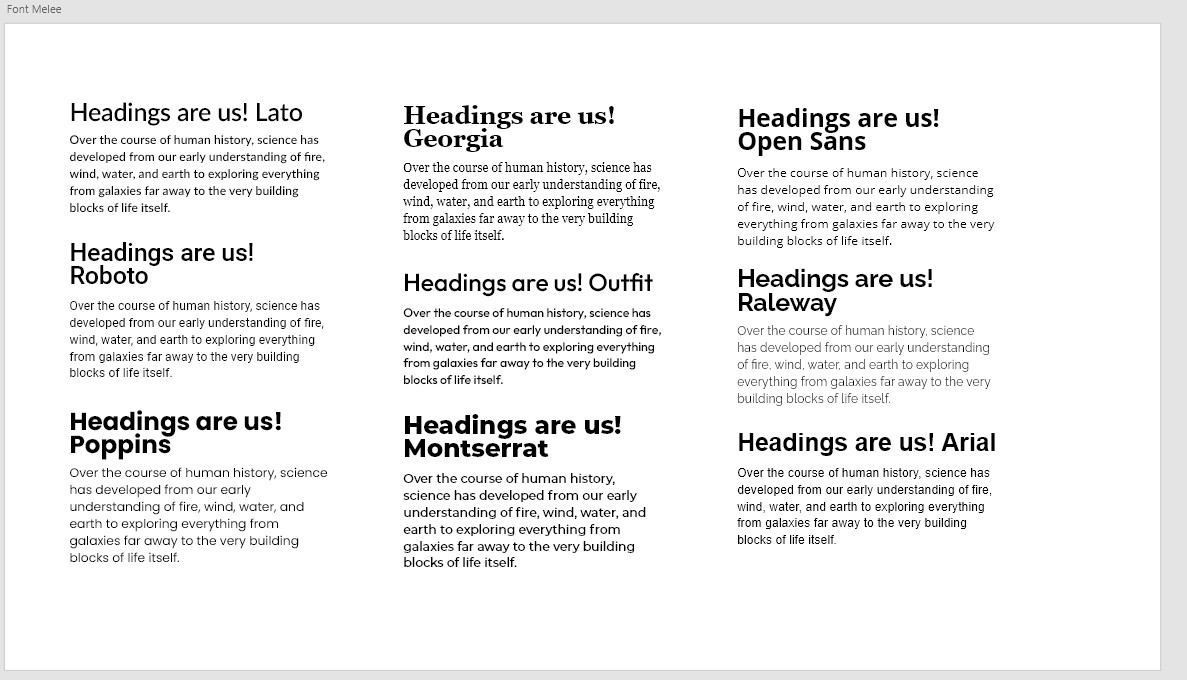 Font Melee
Headings are us! Lato
Over the course of human history, science has
developed from our early understanding of fire,
wind, water, and earth to exploring everything
from galaxies far away to the very building
blocks of life itself.
Headings are us!
Roboto
Over the course of human history, science has
developed from our early understanding of fire,
wind, water, and earth to exploring everything
from galaxies far away to the very building
blocks of life itself.
Headings are us!
Poppins
Over the course of human history, science
has developed from our early
understanding of fire, wind, water, and
earth to exploring everything from
galaxies far away to the very building
blocks of life itself.
Headings are us!
Georgia
Over the course of human history, science has
developed from our early understanding of fire,
wind, water, and earth to exploring everything
from galaxies far away to the very building
blocks of life itself.
Headings are us! Outfit
Over the course of human history, science has
developed from our early understanding of fire,
wind, water, and earth to exploring everything
from galaxies far away to the very building
blocks of life itself.
Headings are us!
Montserrat
Over the course of human history,
science has developed from our early
understanding of fire, wind, water, and
earth to exploring everything from
galaxies far away to the very building
blocks of life itself.
Headings are us!
Open Sans
Over the course of human history, science
has developed from our early understanding
of fire, wind, water, and earth to exploring
everything from galaxies far away to the very
building blocks of life itself.
Headings are us!
Raleway
Over the course of human history, science
has developed from our early understanding
of fire, wind, water, and earth to exploring
everything from galaxies far away to the very
building blocks of life itself.
Headings are us! Arial
Over the course of human history, science has
developed from our early understanding of fire,
wind, water, and earth to exploring everything
from galaxies far away to the very building
blocks of life itself.